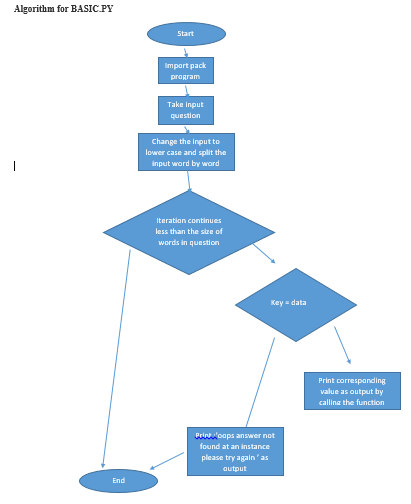 Algorithm for BASIC.PY
Start
Import pack
program
Take input
question
Change the input to
lower case and split the
input word by word
Iteration continues
less than the size of
words in question
Key = data
Print corresponding
value as output by
calling the function
Print 'oops answer not
found at an instance
please try again ' as
output
End